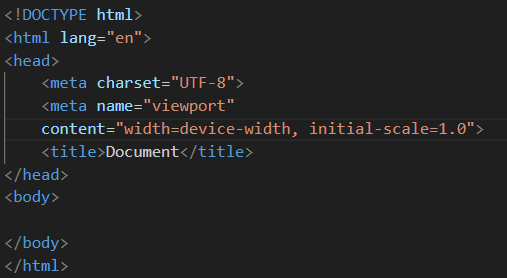 <!DOCTYPE html>
<html lang="en">
<head>
    <meta charset="UTF-8">
    <meta name="viewport"
    content="width=device-width, initial-scale=1.0">
    <title>Document</title>
</head>
<body>

</body>
</html>